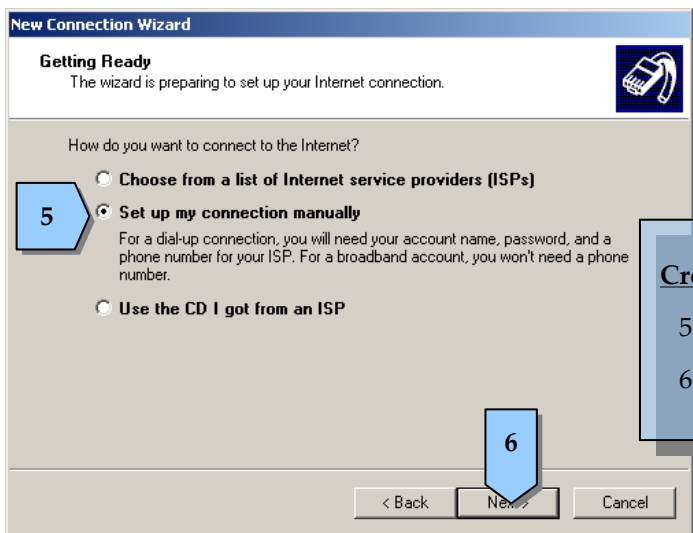 New Connection Wizard
Getting Ready
The wizard is preparing to set up your Internet connection.
How do you want to connect to the Internet?
Choose from a list of Internet service providers (ISPs)
5
Set up my connection manually
For a dial-up connection, you will need your account name, password, and a
phone number for your ISP. For a broadband account, you won't need a phone
number.
Use the CD I got from an ISP
5
6
6
< Back
Cancel